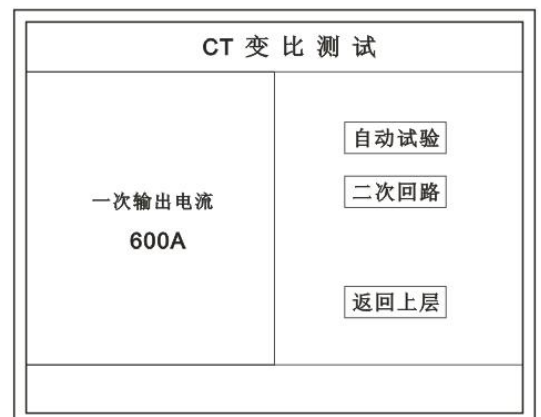 CT 变 比 测 试
一次输出电流
600A
自动试验
二次回路
返回上层